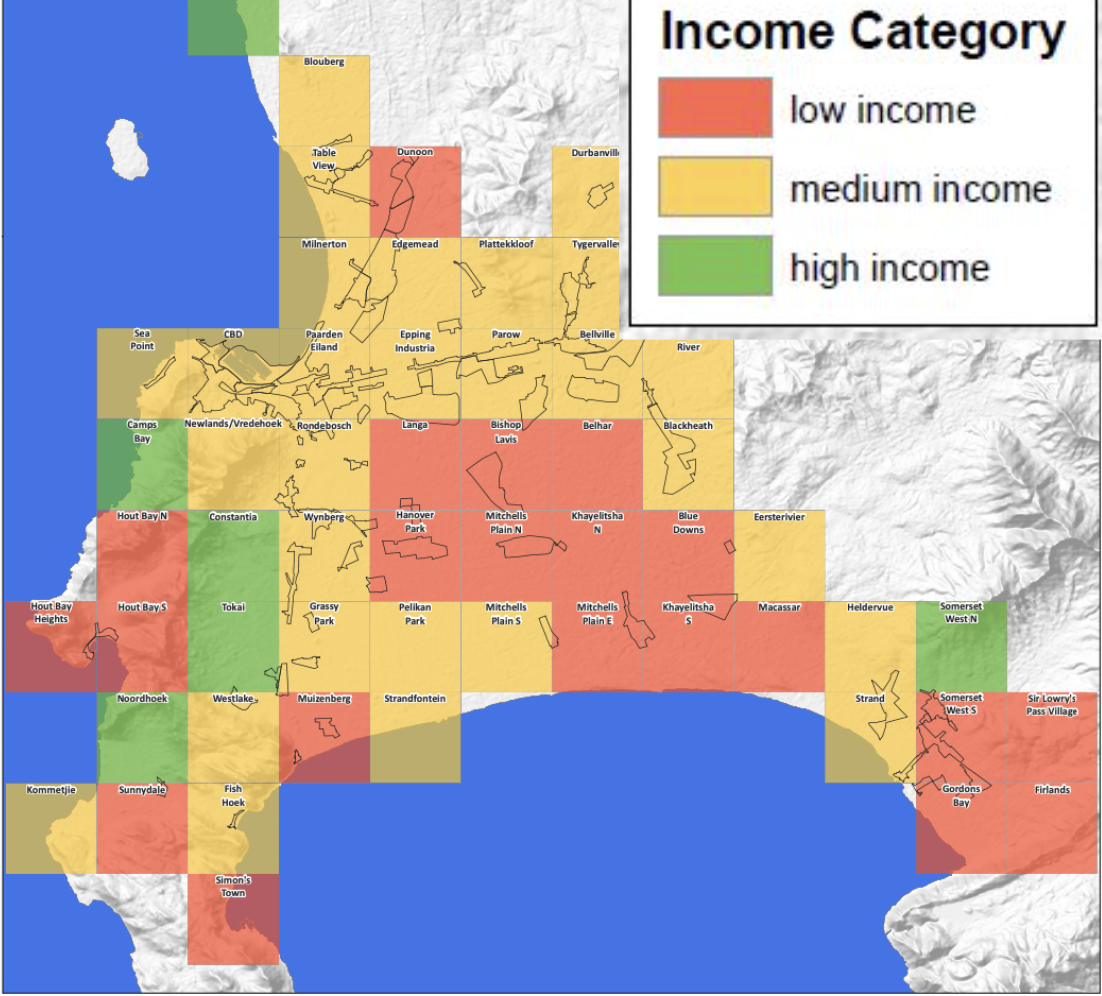 Income Category
low income
medium income
high income
Blouberg
Table
View
Dunoon
Durbanvill
Milnerton
Edgemead
Plattekkloof
Tygervalle
Sea
Point
CBD
Paarden
Eiland
Epping
Industria
Parow
Bellville
River
Camps
Bay
Newlands/Vredehoek
Rondebosch
Langa
Bishop
Lavis
Belhar
Blackheath
Hout Bay N
Constantia
Wynberg
Hanover
Park
Mitchells
Plain N
Khayelitsha
N
Blue
Downs
Eersterivier
Hout Bay
Heights
Hout Bay S
Tokai
Grassy
Park
Pelikan
Park
Mitchells
Plain S
Mitchells
Plain E
Khayelitsha
S
Macassar
Heldervue
Somerset
West N
Noordhoek
Westlake
Muizenberg
Strandfontein
Strand
Somerset
West S
Sir Lowry's
Pass Village
Kommetjie
Sunnydale
Fish
Hoek
Gordons
Bay
Firlands
Simon's
Town